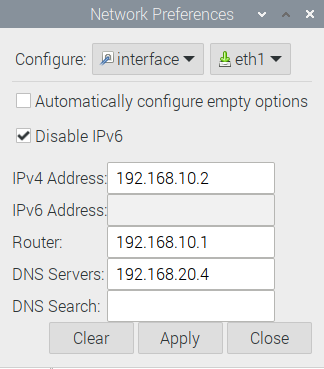 Network Preferences
Configure: interface eth1
Automatically configure empty options
Disable IPv6
IPv4 Address: 192.168.10.2
IPv6 Address:
Router: 192.168.10.1
DNS Servers: 192.168.20.4
DNS Search:
Clear Apply Close